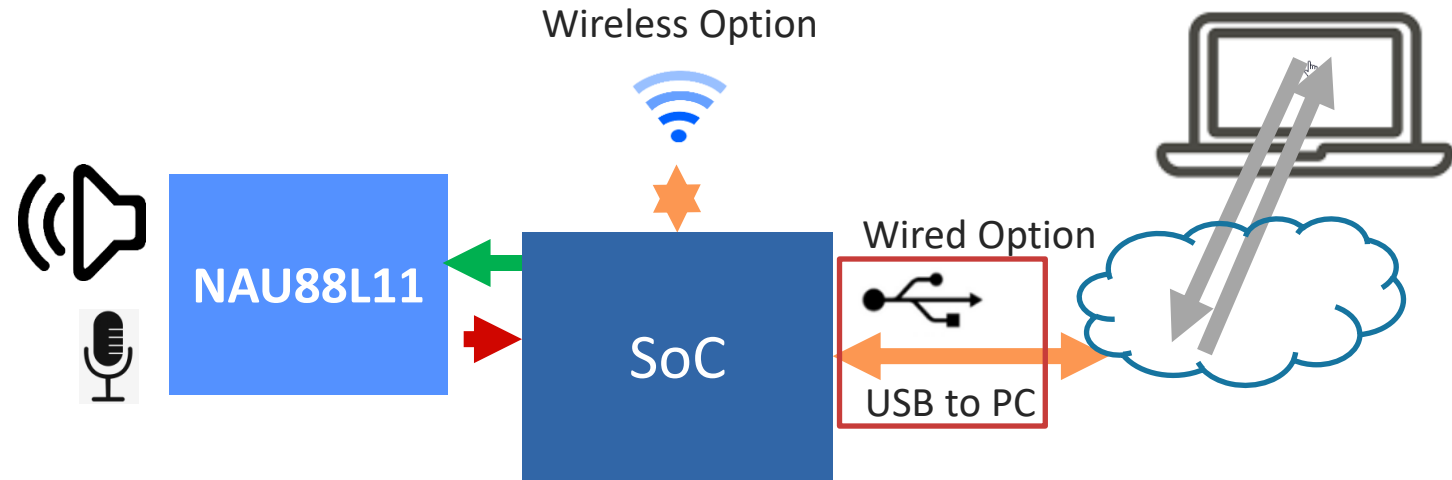 Wireless Option
NAU88L11
SoC
Wired Option
USB to PC